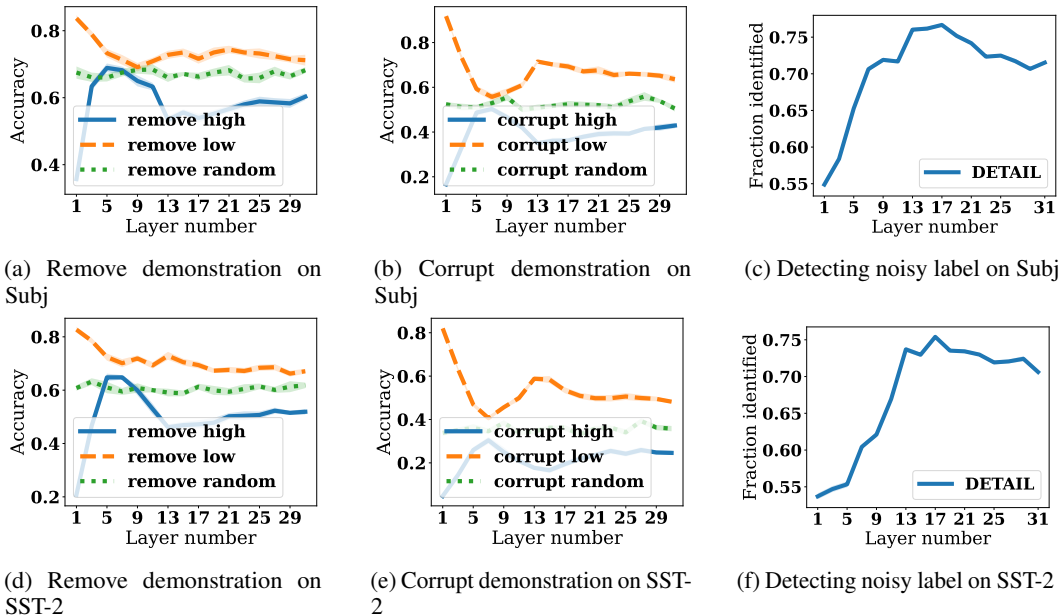 0.8
0.6
0.4
Accuracy
remove high
remove low
remove random
1 5 9 13 17 21 25 29
Layer number
(a) Remove demonstration on
Subj
0.8
0.6
0.4
0.2
Accuracy
corrupt high
corrupt low
corrupt random
1 5 9 13 17 21 25 29
Layer number
(b) Corrupt demonstration on
Subj
0.75
0.70
0.65
0.60
0.55
Fraction identified
DETAIL
1 5 9 13 17 21 25 31
Layer number
(c) Detecting noisy label on Subj
0.8
0.6
0.4
0.2
Accuracy
remove high
remove low
remove random
1 5 9 13 17 21 25 29
Layer number
(d) Remove demonstration on
SST-2
0.8
0.6
0.4
0.2
Accuracy
corrupt high
corrupt low
corrupt random
1 5 9 13 17 21 25 29
Layer number
(e) Corrupt demonstration on SST-
2
0.75
0.70
0.65
0.60
0.55
Fraction identified
DETAIL
1 5 9 13 17 21 25 31
Layer number
(f) Detecting noisy label on SST-2